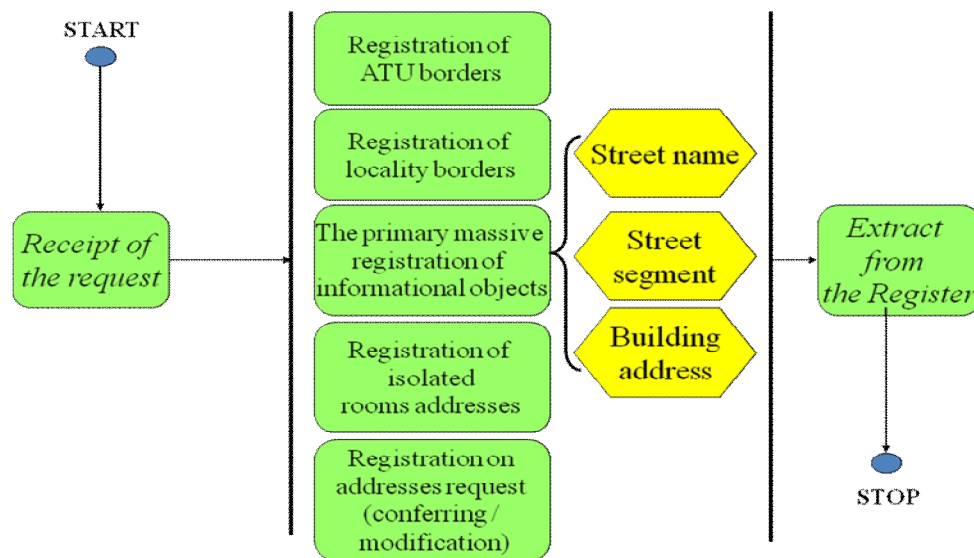 START
Receipt of
the request
Registration of
ATU borders
Registration of
locality borders
The primary massive
registration of
informational objects
Registration of
isolated
rooms addresses
Registration on
addresses request
(conferring /
modification)
Street name
Street
segment
Building
address
Extract
from
the Register
STOP